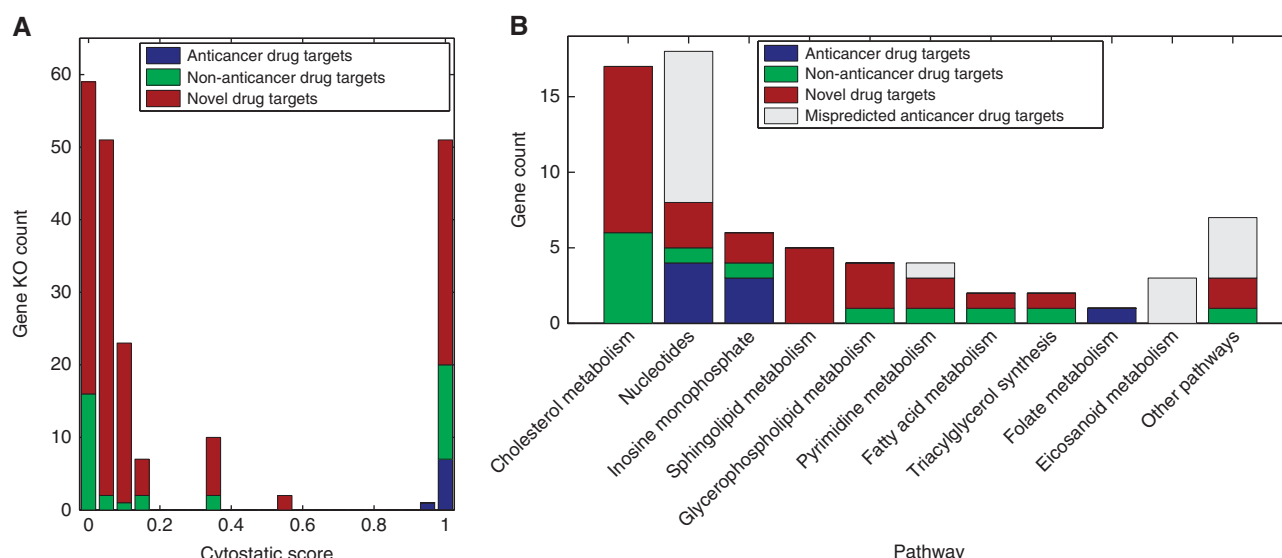 A
Anticancer drug targets
Non-anticancer drug targets
Novel drug targets
Gene KO count
60
50
40
30
20
10
0
0
0.2
0.4
0.6
0.8
1
Cytostatic score
B
Anticancer drug targets
Non-anticancer drug targets
Novel drug targets
Mispredicted anticancer drug targets
Gene count
15
10
5
0
Cholesterol metabolism
Nucleotides
Inosine monophosphate
Sphingolipid metabolism
Glycerophospholipid metabolism
Pyrimidine metabolism
Fatty acid metabolism
Triacylglycerol synthesis
Folate metabolism
Eicosanoid metabolism
Other pathways
Pathway